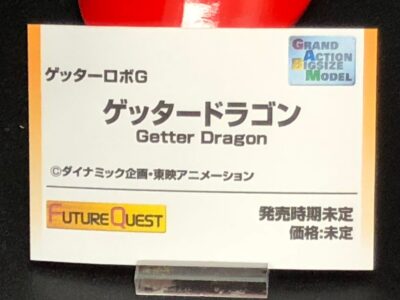 GRAND
ACTION
BIGSIZE
MODEL
ゲッターロボG
ゲッタードラゴン
Getter Dragon
©ダイナミック企画・東映アニメーション
FUTUREQUEST
発売時期未定
価格:未定